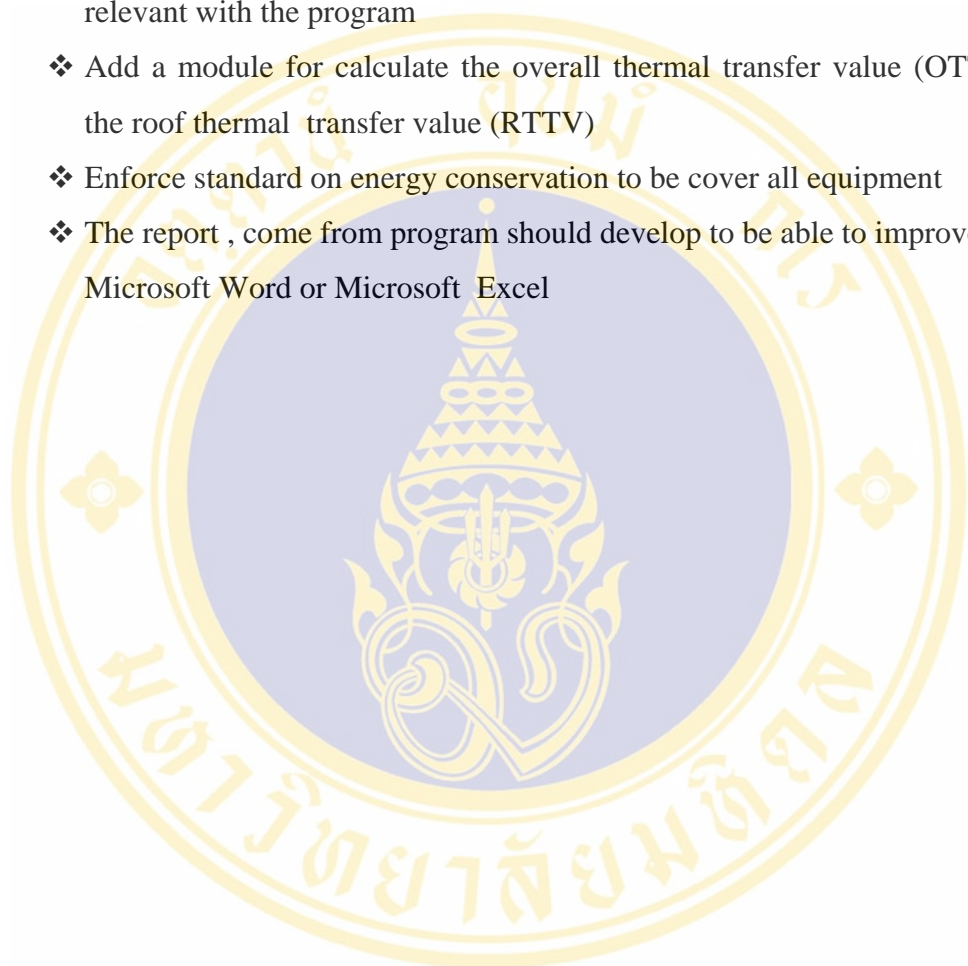 relevant with the program
❖ Add a module for calculate the overall thermal transfer value (OT
the roof thermal transfer value (RTTV)
❖ Enforce standard on energy conservation to be cover all equipment
❖ The report , come from program should develop to be able to improve
Microsoft Word or Microsoft Excel
มหาวิทยาลัยมหิดล